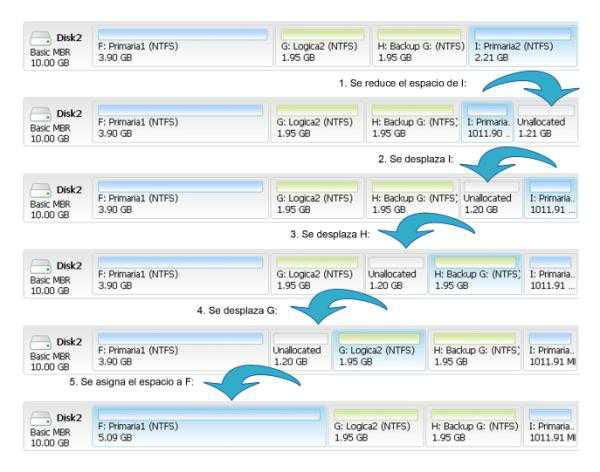 Disk2
Basic MBR
10.00 GB
F: Primaria1 (NTFS)
3.90 GB
G: Logica2 (NTFS)
1.95 GB
H: Backup G: (NTFS)
1.95 GB
I: Primaria2 (NTFS)
2.21 GB
1. Se reduce el espacio de I:
Disk2
Basic MBR
10.00 GB
F: Primaria1 (NTFS)
3.90 GB
G: Logica2 (NTFS)
1.95 GB
H: Backup G: (NTFS)
1.95 GB
I: Primaria..
1011.90 ...
Unallocated
1.21 GB
2. Se desplaza I:
Disk2
Basic MBR
10.00 GB
F: Primaria1 (NTFS)
3.90 GB
G: Logica2 (NTFS)
1.95 GB
H: Backup G: (NTFS)
1.95 GB
Unallocated
1.20 GB
I: Primaria..
1011.91 ...
3. Se desplaza H:
Disk2
Basic MBR
10.00 GB
F: Primaria1 (NTFS)
3.90 GB
G: Logica2 (NTFS)
1.95 GB
Unallocated
1.20 GB
H: Backup G: (NTFS)
1.95 GB
I: Primaria..
1011.91 ...
4. Se desplaza G:
Disk2
Basic MBR
10.00 GB
F: Primaria1 (NTFS)
3.90 GB
Unallocated
1.20 GB
G: Logica2 (NTFS)
1.95 GB
H: Backup G: (NTFS)
1.95 GB
I: Primaria..
1011.91 MI
5. Se asigna el espacio a F:
Disk2
Basic MBR
10.00 GB
F: Primaria1 (NTFS)
5.09 GB
G: Logica2 (NTFS)
1.95 GB
H: Backup G: (NTFS)
1.95 GB
I: Primaria..
1011.91 MI